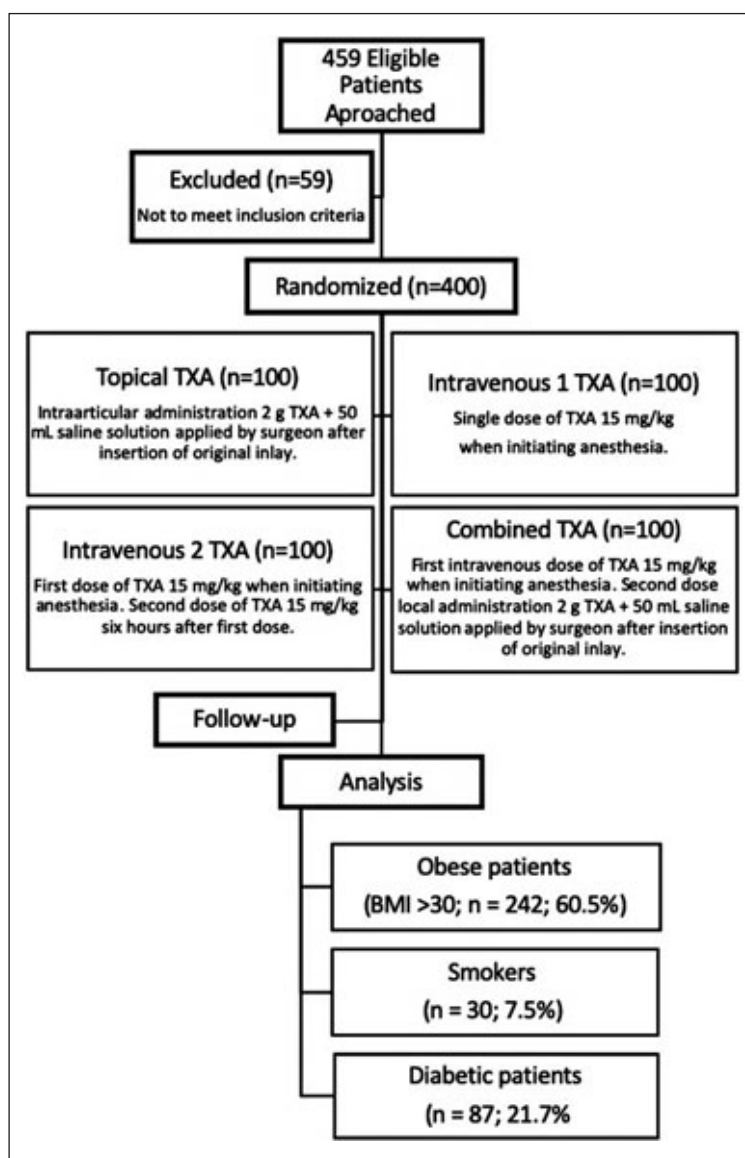 459 Eligible
Patients
Aproached
Excluded (n=59)
Not to meet inclusion criteria
Randomized (n=400)
Topical TXA (n=100)
Intraarticular administration 2 g TXA + 50
mL saline solution applied by surgeon after
insertion of original inlay.
Intravenous 1 TXA (n=100)
Single dose of TXA 15 mg/kg
when initiating anesthesia.
Intravenous 2 TXA (n=100)
First dose of TXA 15 mg/kg when initiating
anesthesia. Second dose of TXA 15 mg/kg
six hours after first dose.
Combined TXA (n=100)
First intravenous dose of TXA 15 mg/kg
when initiating anesthesia. Second dose
local administration 2 g TXA + 50 mL saline
solution applied by surgeon after insertion
of original inlay.
Follow-up
Analysis
Obese patients
(BMI >30; n = 242; 60.5%)
Smokers
(n = 30; 7.5%)
Diabetic patients
(n = 87; 21.7%